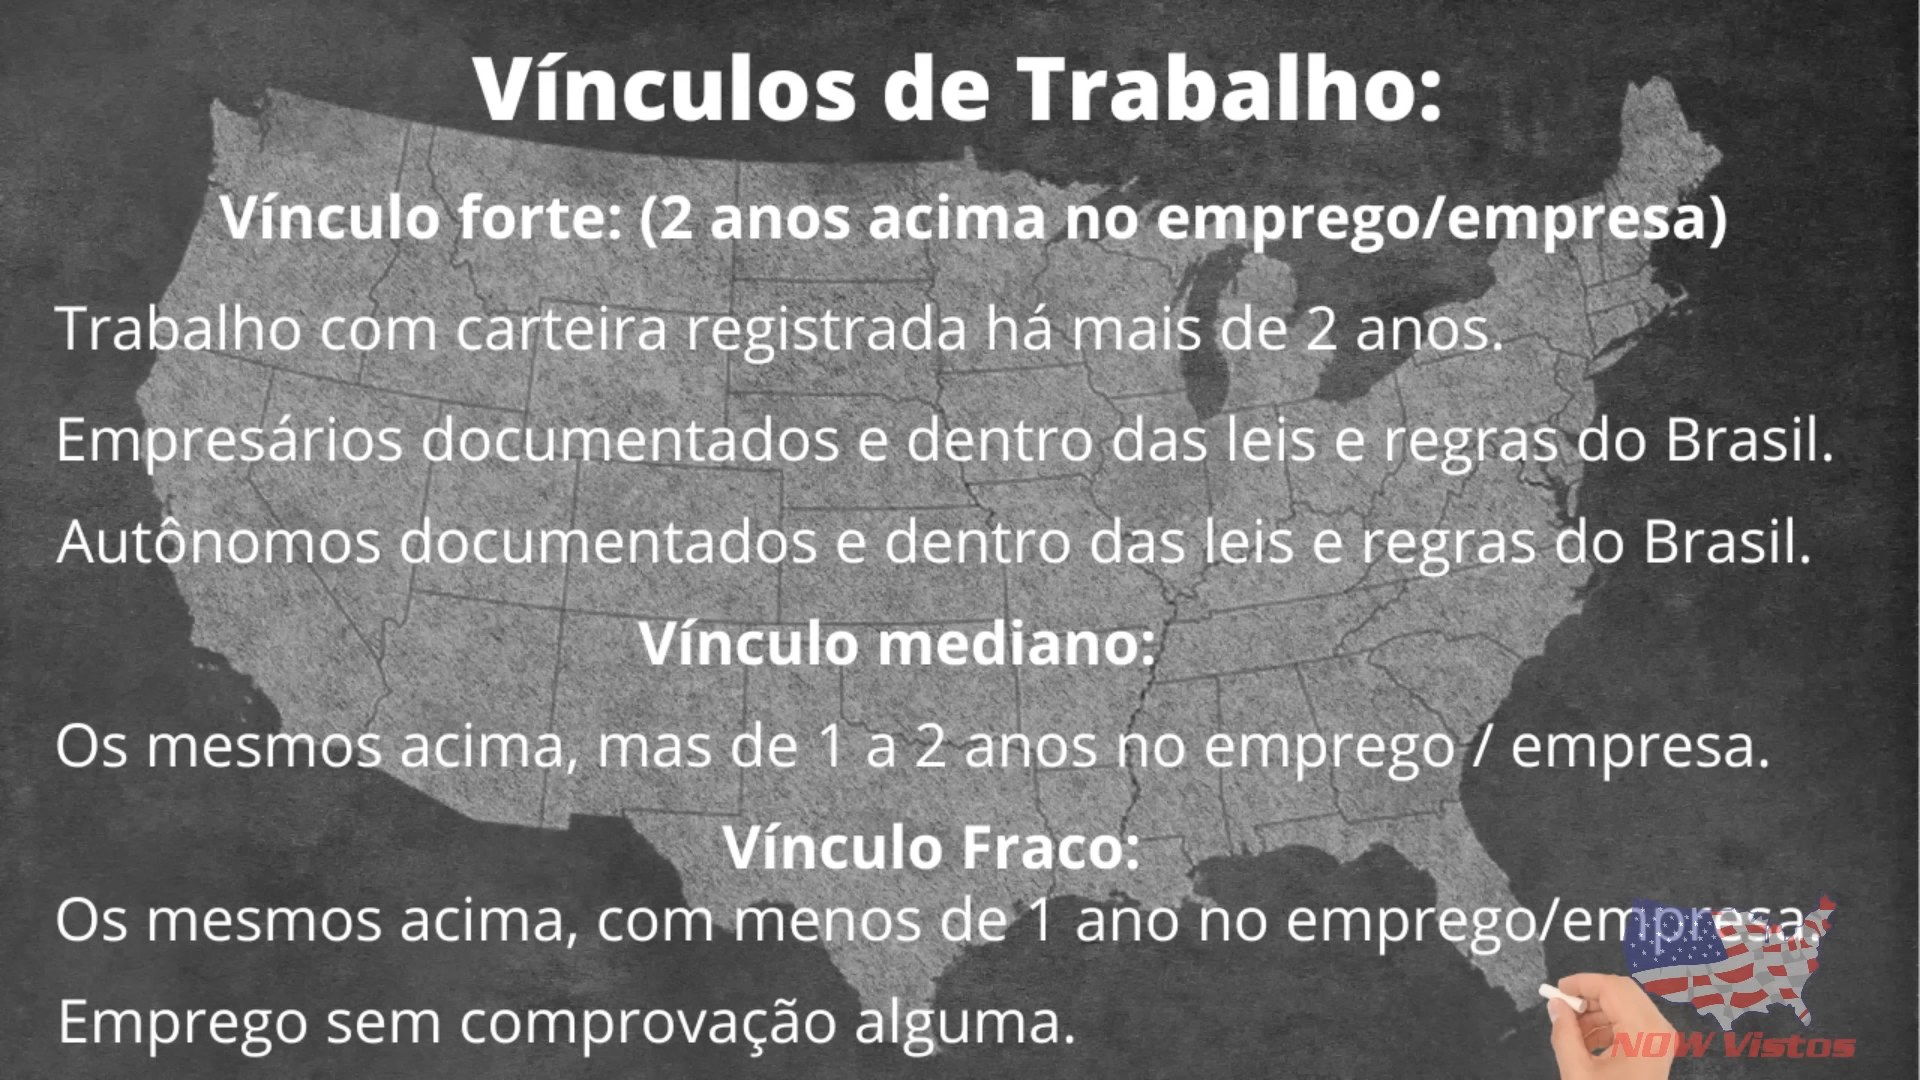 Vínculos de Trabalho:
Vínculo forte: (2 anos acima no emprego/empresa)
Trabalho com carteira registrada há mais de 2 anos.
Empresários documentados e dentro das leis e regras do Brasil.
Autônomos documentados e dentro das leis e regras do Brasil.
Vínculo mediano:
Os mesmos acima, mas de 1 a 2 anos no emprego / empresa.
Vínculo Fraco:
Os mesmos acima, com menos de 1 ano no emprego/empresa.
Emprego sem comprovação alguma.
NOW Vistos